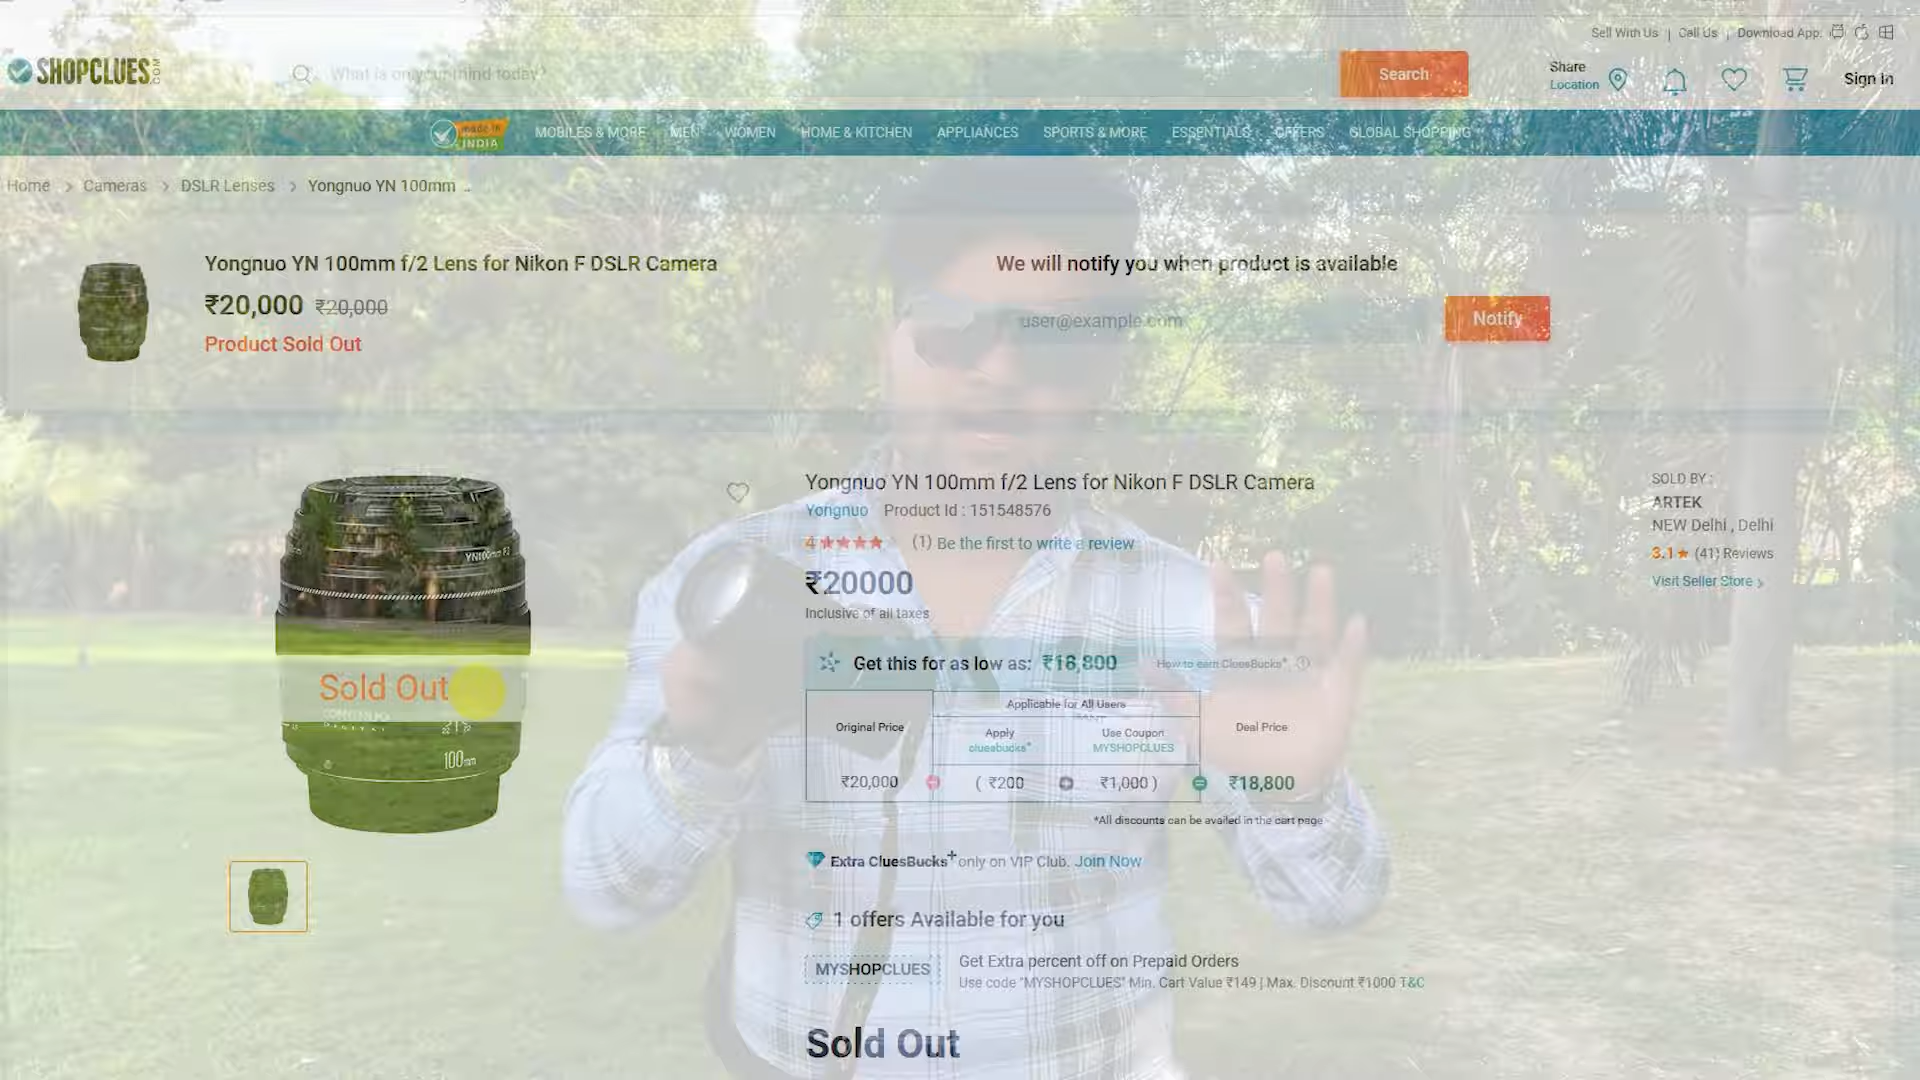 Sell With Us | Call Us | Download App.
SHOPCLUES.COM
What is on your mind today?
Search
Share
Location
Sign In
made in
INDIA
MOBILES & MORE MEN WOMEN HOME & KITCHEN APPLIANCES SPORTS & MORE ESSENTIALS OFFERS GLOBAL SHOPPING
Home > Cameras > DSLR Lenses > Yongnuo YN 100mm ..
Yongnuo YN 100mm f/2 Lens for Nikon F DSLR Camera
₹20,000 ₹20,000
Product Sold Out
We will notify you when product is available
user@example.com
Notify
YN100mm F2
Sold Out
YONGNUO
100mm
Yongnuo YN 100mm f/2 Lens for Nikon F DSLR Camera
Yongnuo Product Id : 151548576
4 (1) Be the first to write a review
₹20000
Inclusive of all taxes
Get this for as low as: ₹18,800 How to earn CluesBucks+.
Applicable for All Users
Original Price
Apply
cluesbucks+
Use Coupon
MYSHOPCLUES
Deal Price
₹20,000 - ( ₹200 + ₹1,000 ) = ₹18,800
*All discounts can be availed in the cart page
Extra CluesBucks+ only on VIP Club. Join Now
1 offers Available for you
MYSHOPCLUES
Get Extra percent off on Prepaid Orders
Use code "MYSHOPCLUES" Min. Cart Value ₹149 | Max. Discount ₹1000 T&C
Sold Out
SOLD BY :
ARTEK
NEW Delhi , Delhi
3.1 (41) Reviews
Visit Seller Store >